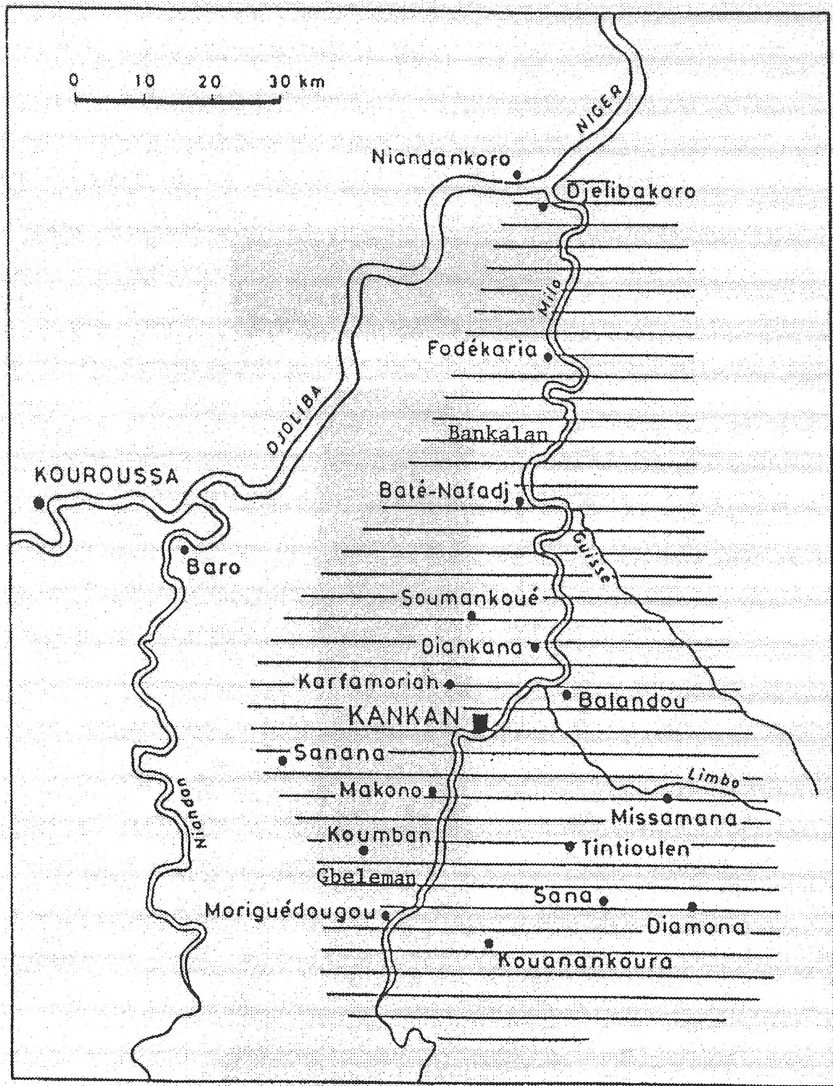 0 10 20 30 km
NIGER
Niandankoro
Djelibakoro
Milo
Fodékaria
DJOLIBA
Bankalan
KOUROUSSA
Baté-Nafadj
Guissé
Baro
Soumankoué
Diankana
Karfamoriah
Balandou
KANKAN
Sanana
Limbo
Makono
Niandan
Missamana
Koumban
Tintioulen
Gbeleman
Sana
Moriguédougou
Diamona
Kouanankoura